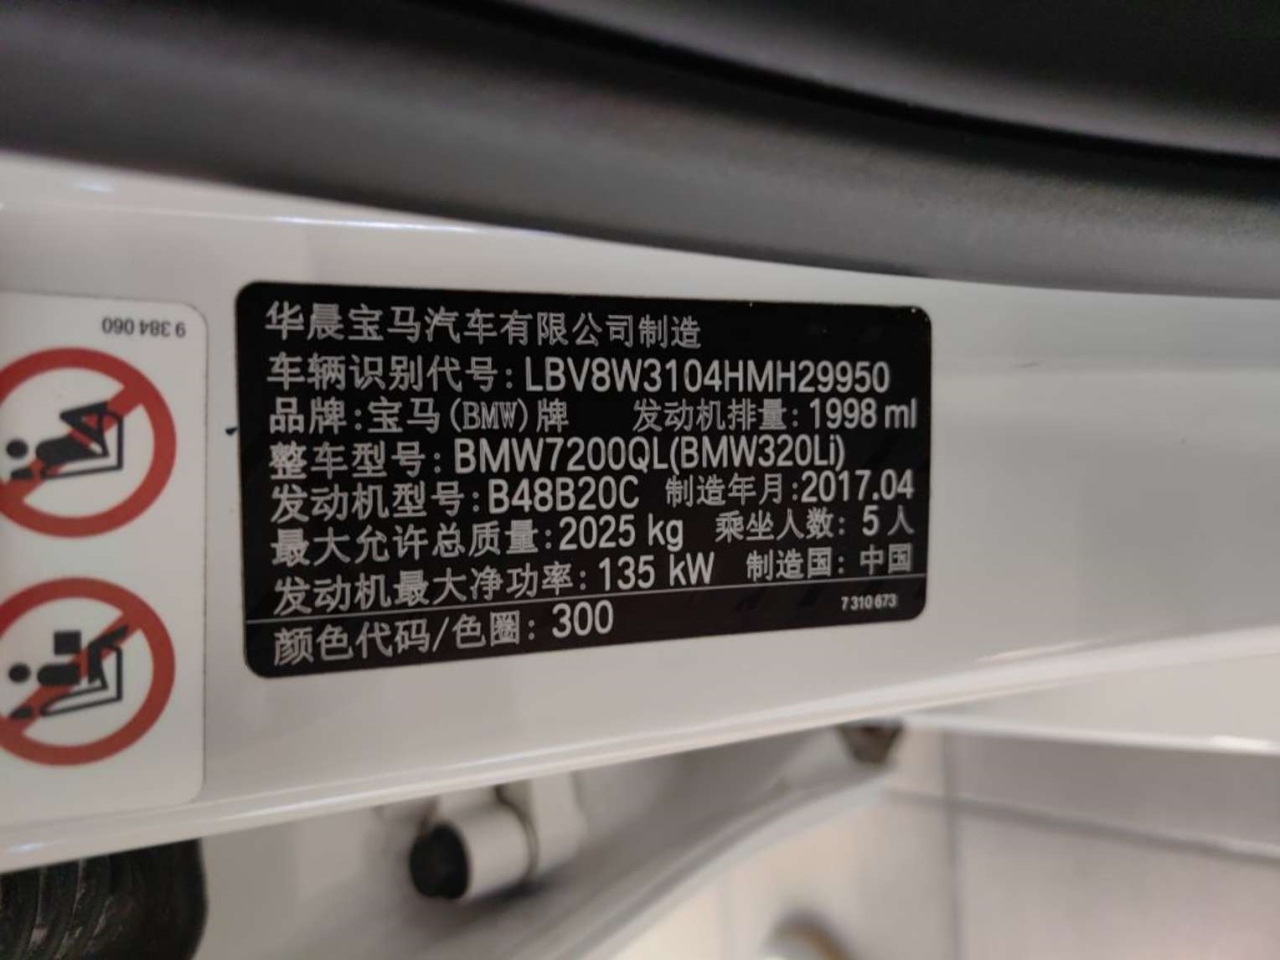 9 384 060
华晨宝马汽车有限公司制造
车辆识别代号: LBV8W3104HMH29950
品牌:宝马(BMW)牌 发动机排量: 1998 ml
整车型号: BMW7200QL(BMW320Li)
发动机型号: B48B20C 制造年月:2017.04
最大允许总质量:2025 kg 乘坐人数: 5 人
发动机最大净功率: 135 kW 制造国: 中国
颜色代码/色圈: 300 7 310 673